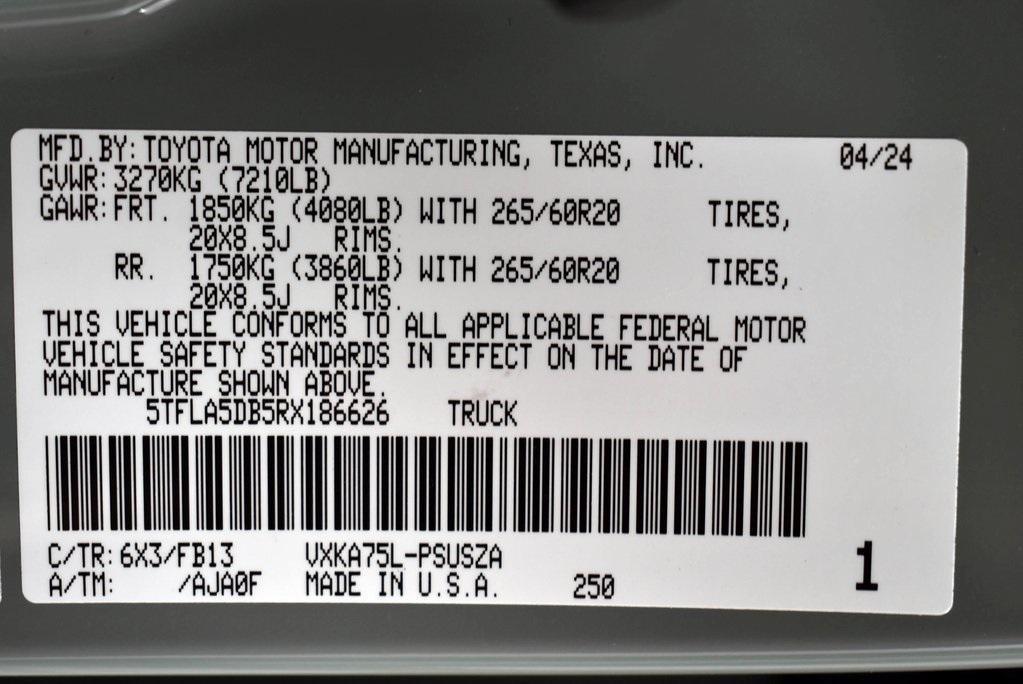 MFD.BY: TOYOTA MOTOR MANUFACTURING, TEXAS, INC. 04/24
GVWR: 3270KG (7210LB)
GAWR: FRT. 1850KG (4080LB) WITH 265/60R20 TIRES,
20X8.5J RIMS.
RR. 1750KG (3860LB) WITH 265/60R20 TIRES,
20X8.5J RIMS.
THIS VEHICLE CONFORMS TO ALL APPLICABLE FEDERAL MOTOR
VEHICLE SAFETY STANDARDS IN EFFECT ON THE DATE OF
MANUFACTURE SHOWN ABOVE.
5TFLA5DB5RX186626 TRUCK
C/TR: 6X3/FB13 VXKA75L-PSUSZA
A/TM: /AJA0F MADE IN U.S.A. 250 1